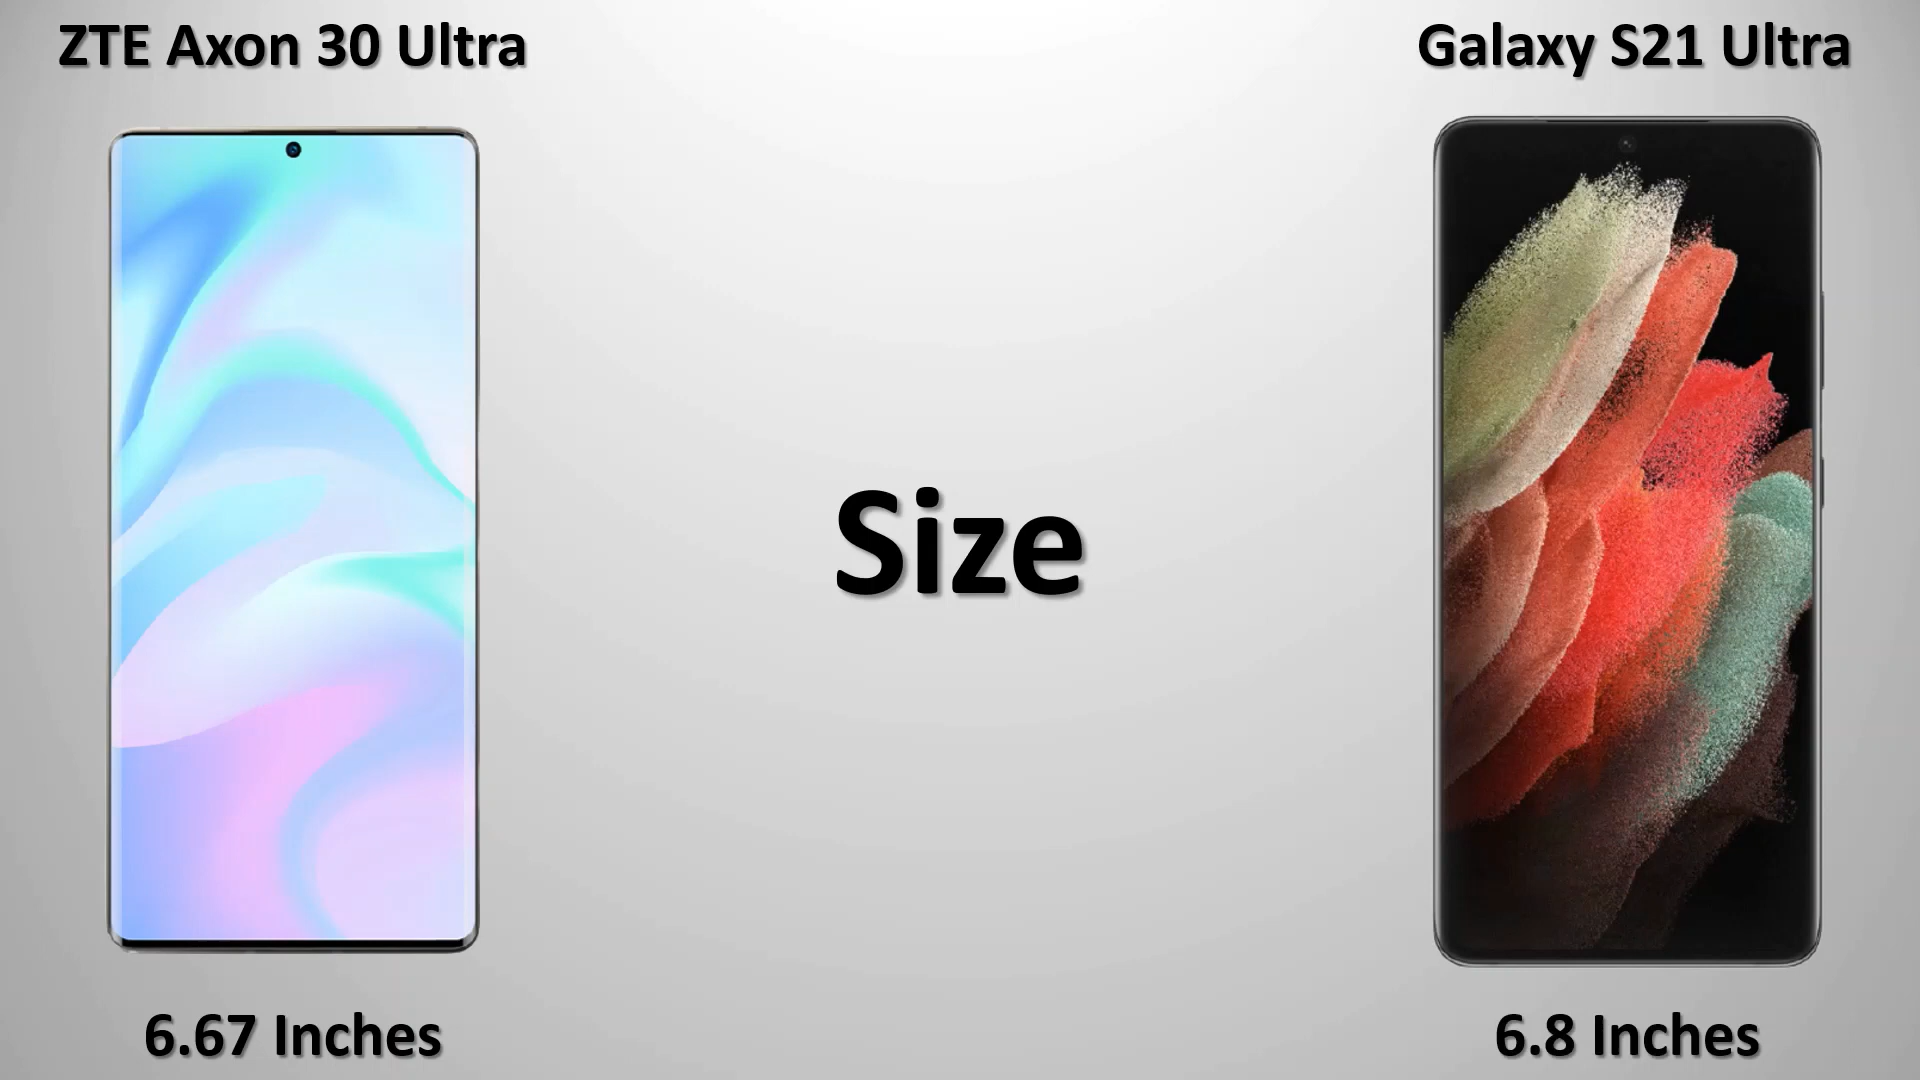 ZTE Axon 30 Ultra
Galaxy S21 Ultra
Size
6.67 Inches
6.8 Inches